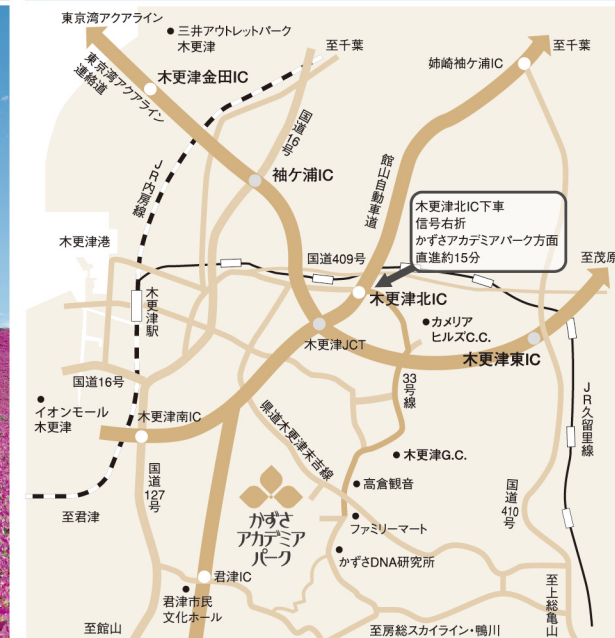 東京湾アクアライン
三井アウトレットパーク
木更津
至千葉
至千葉
東京湾アクアライン
連絡道
木更津金田IC
姉崎袖ケ浦IC
国道16号
JR内房線
袖ケ浦IC
館山自動車道
木更津北IC下車
信号右折
かずさアカデミアパーク方面
直進約15分
木更津港
国道409号
至茂原
木更津駅
木更津北IC
カメリア
ヒルズC.C.
木更津JCT
木更津東IC
国道16号
33号線
JR久留里線
イオンモール
木更津
木更津南IC
県道木更津末吉線
木更津G.C.
国道127号
高倉観音
国道410号
至君津
かずさ
アカデミア
パーク
ファミリーマート
かずさDNA研究所
君津IC
君津市民
文化ホール
至上総亀山
至館山
至房総スカイライン・鴨川